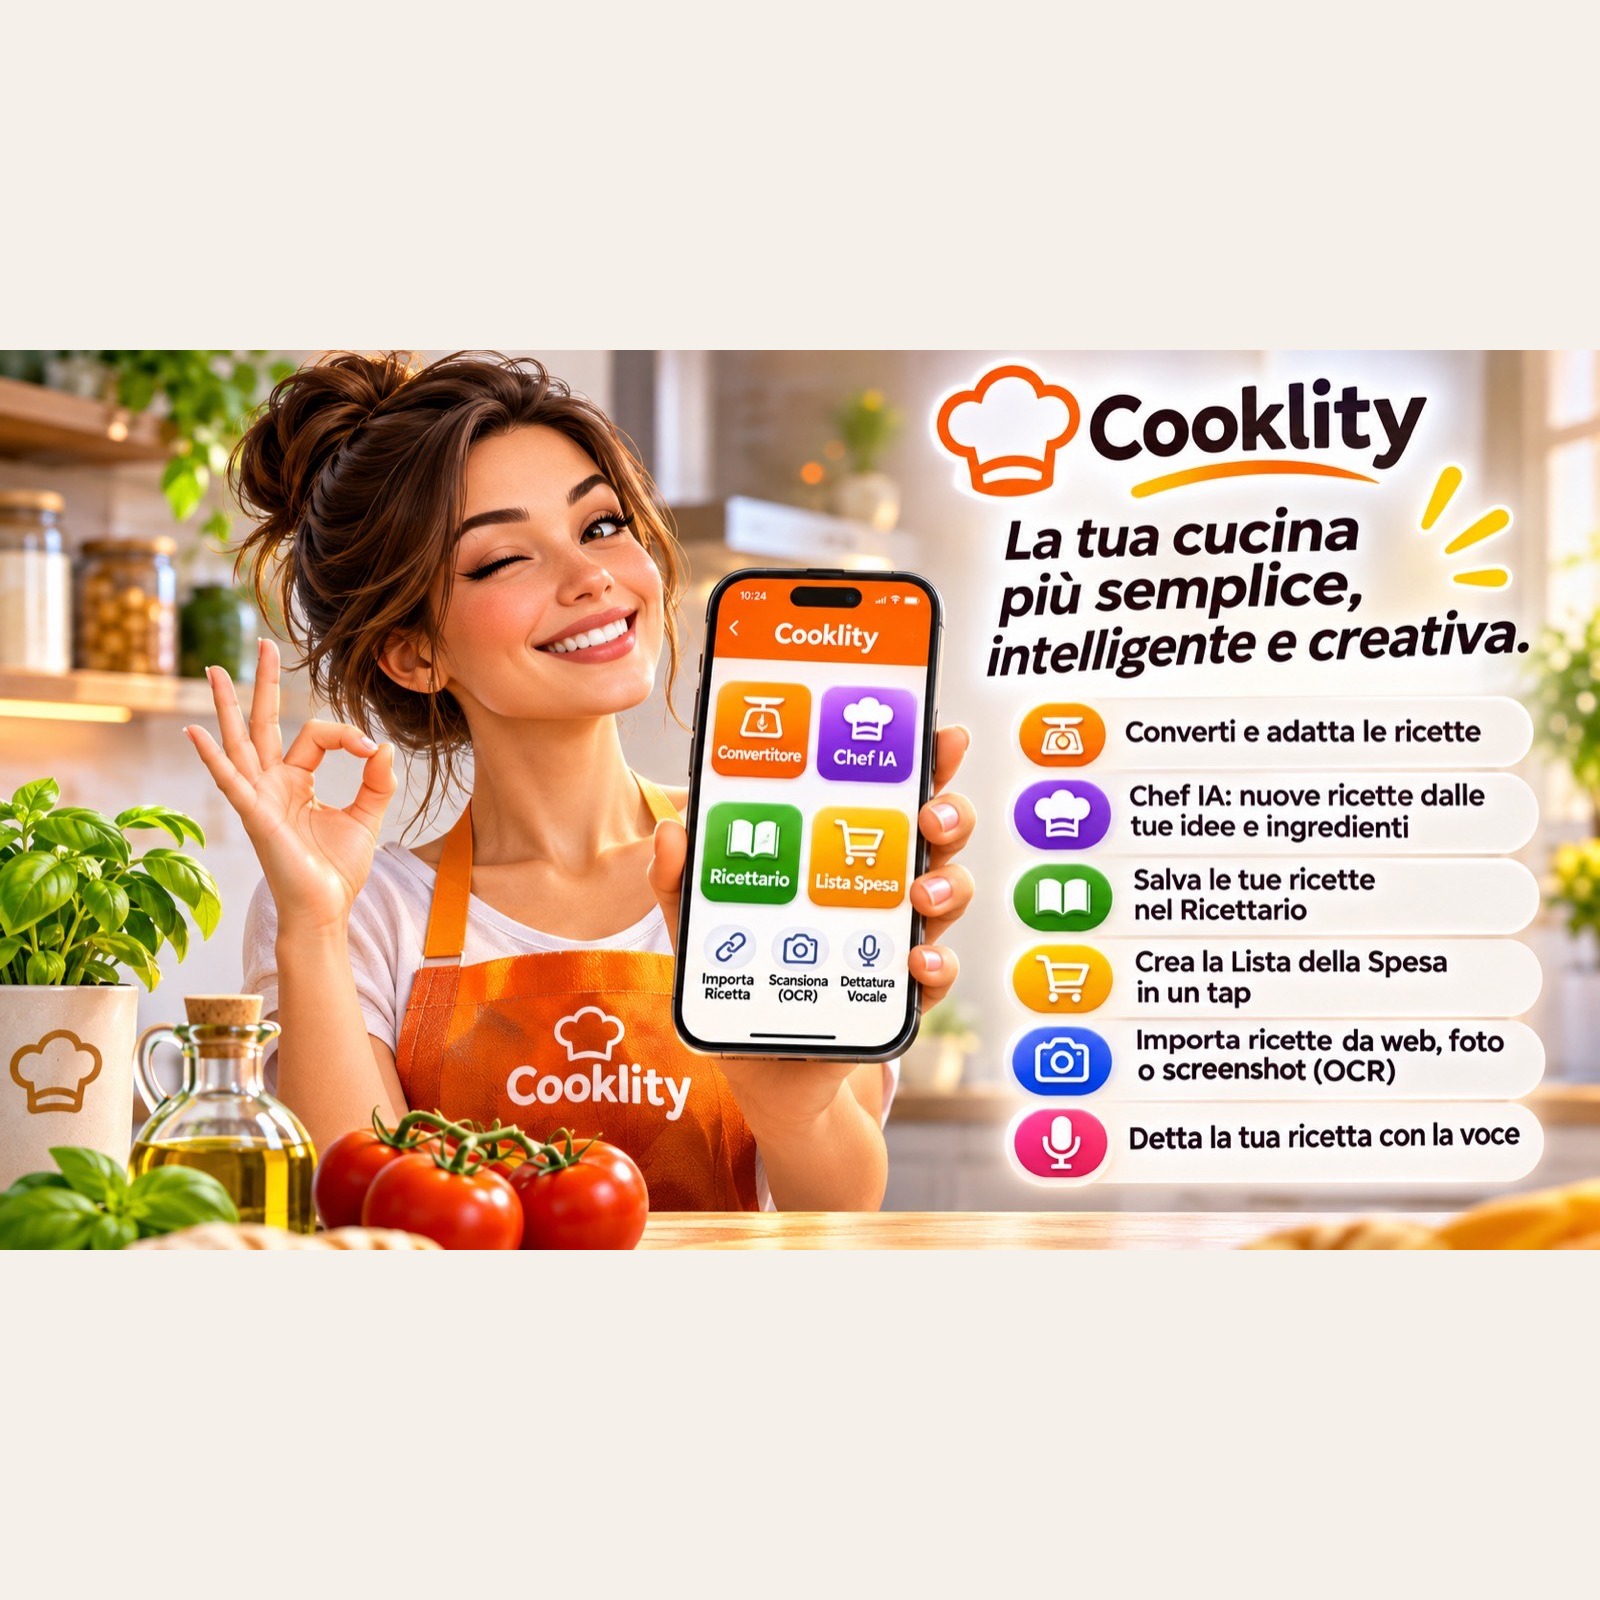 Cooklity
La tua cucina
più semplice,
intelligente e creativa.
10:24
Cooklity
Convertitore
Chef IA
Ricettario
Lista Spesa
Importa
Ricetta
Scansiona
(OCR)
Dettatura
Vocale
Cooklity
Converti e adatta le ricette
Chef IA: nuove ricette dalle
tue idee e ingredienti
Salva le tue ricette
nel Ricettario
Crea la Lista della Spesa
in un tap
Importa ricette da web, foto
o screenshot (OCR)
Detta la tua ricetta con la voce